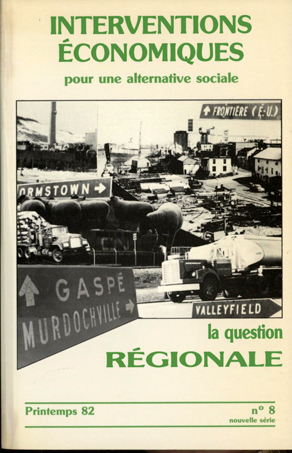 INTERVENTIONS
ÉCONOMIQUES
pour une alternative sociale
FRONTIÈRE (É.-U.)
ORMSTOWN
GASPÉ
MURDOCHVILLE
VALLEYFIELD
la question
RÉGIONALE
Printemps 82
nº 8
nouvelle série